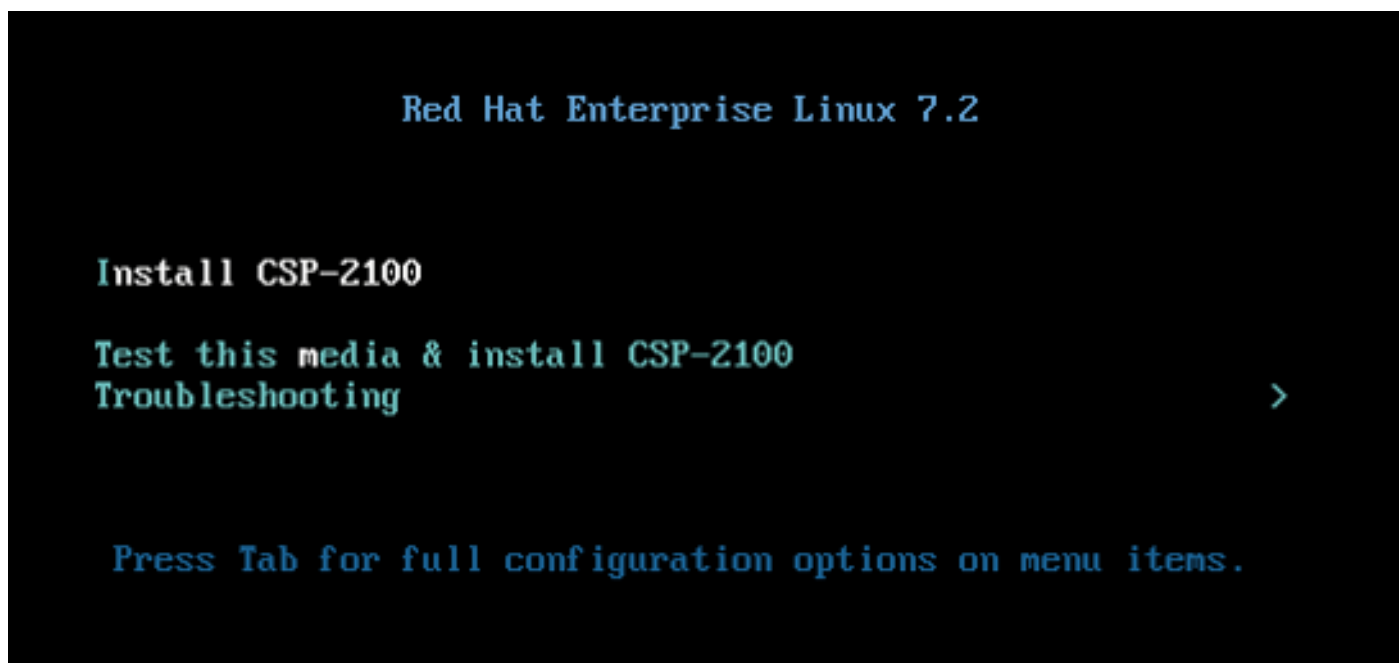 Red Hat Enterprise Linux 7.2
Install CSP-2100
Test this media & install CSP-2100
Troubleshooting >
Press Tab for full configuration options on menu items.